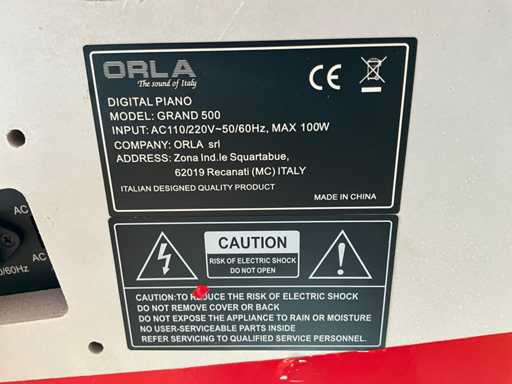 ORLA
The sound of Italy
CE
DIGITAL PIANO
MODEL: GRAND 500
INPUT: AC110/220V~50/60Hz, MAX 100W
COMPANY: ORLA srl
ADDRESS: Zona Ind.le Squartabue,
62019 Recanati (MC) ITALY
ITALIAN DESIGNED QUALITY PRODUCT
MADE IN CHINA
AC
AC
0/60Hz
CAUTION
RISK OF ELECTRIC SHOCK
DO NOT OPEN
CAUTION:TO REDUCE THE RISK OF ELECTRIC SHOCK
DO NOT REMOVE COVER OR BACK
DO NOT EXPOSE THE APPLIANCE TO RAIN OR MOISTURE
NO USER-SERVICEABLE PARTS INSIDE
REFER SERVICING TO QUALIFIED SERVICE PERSONNEL.